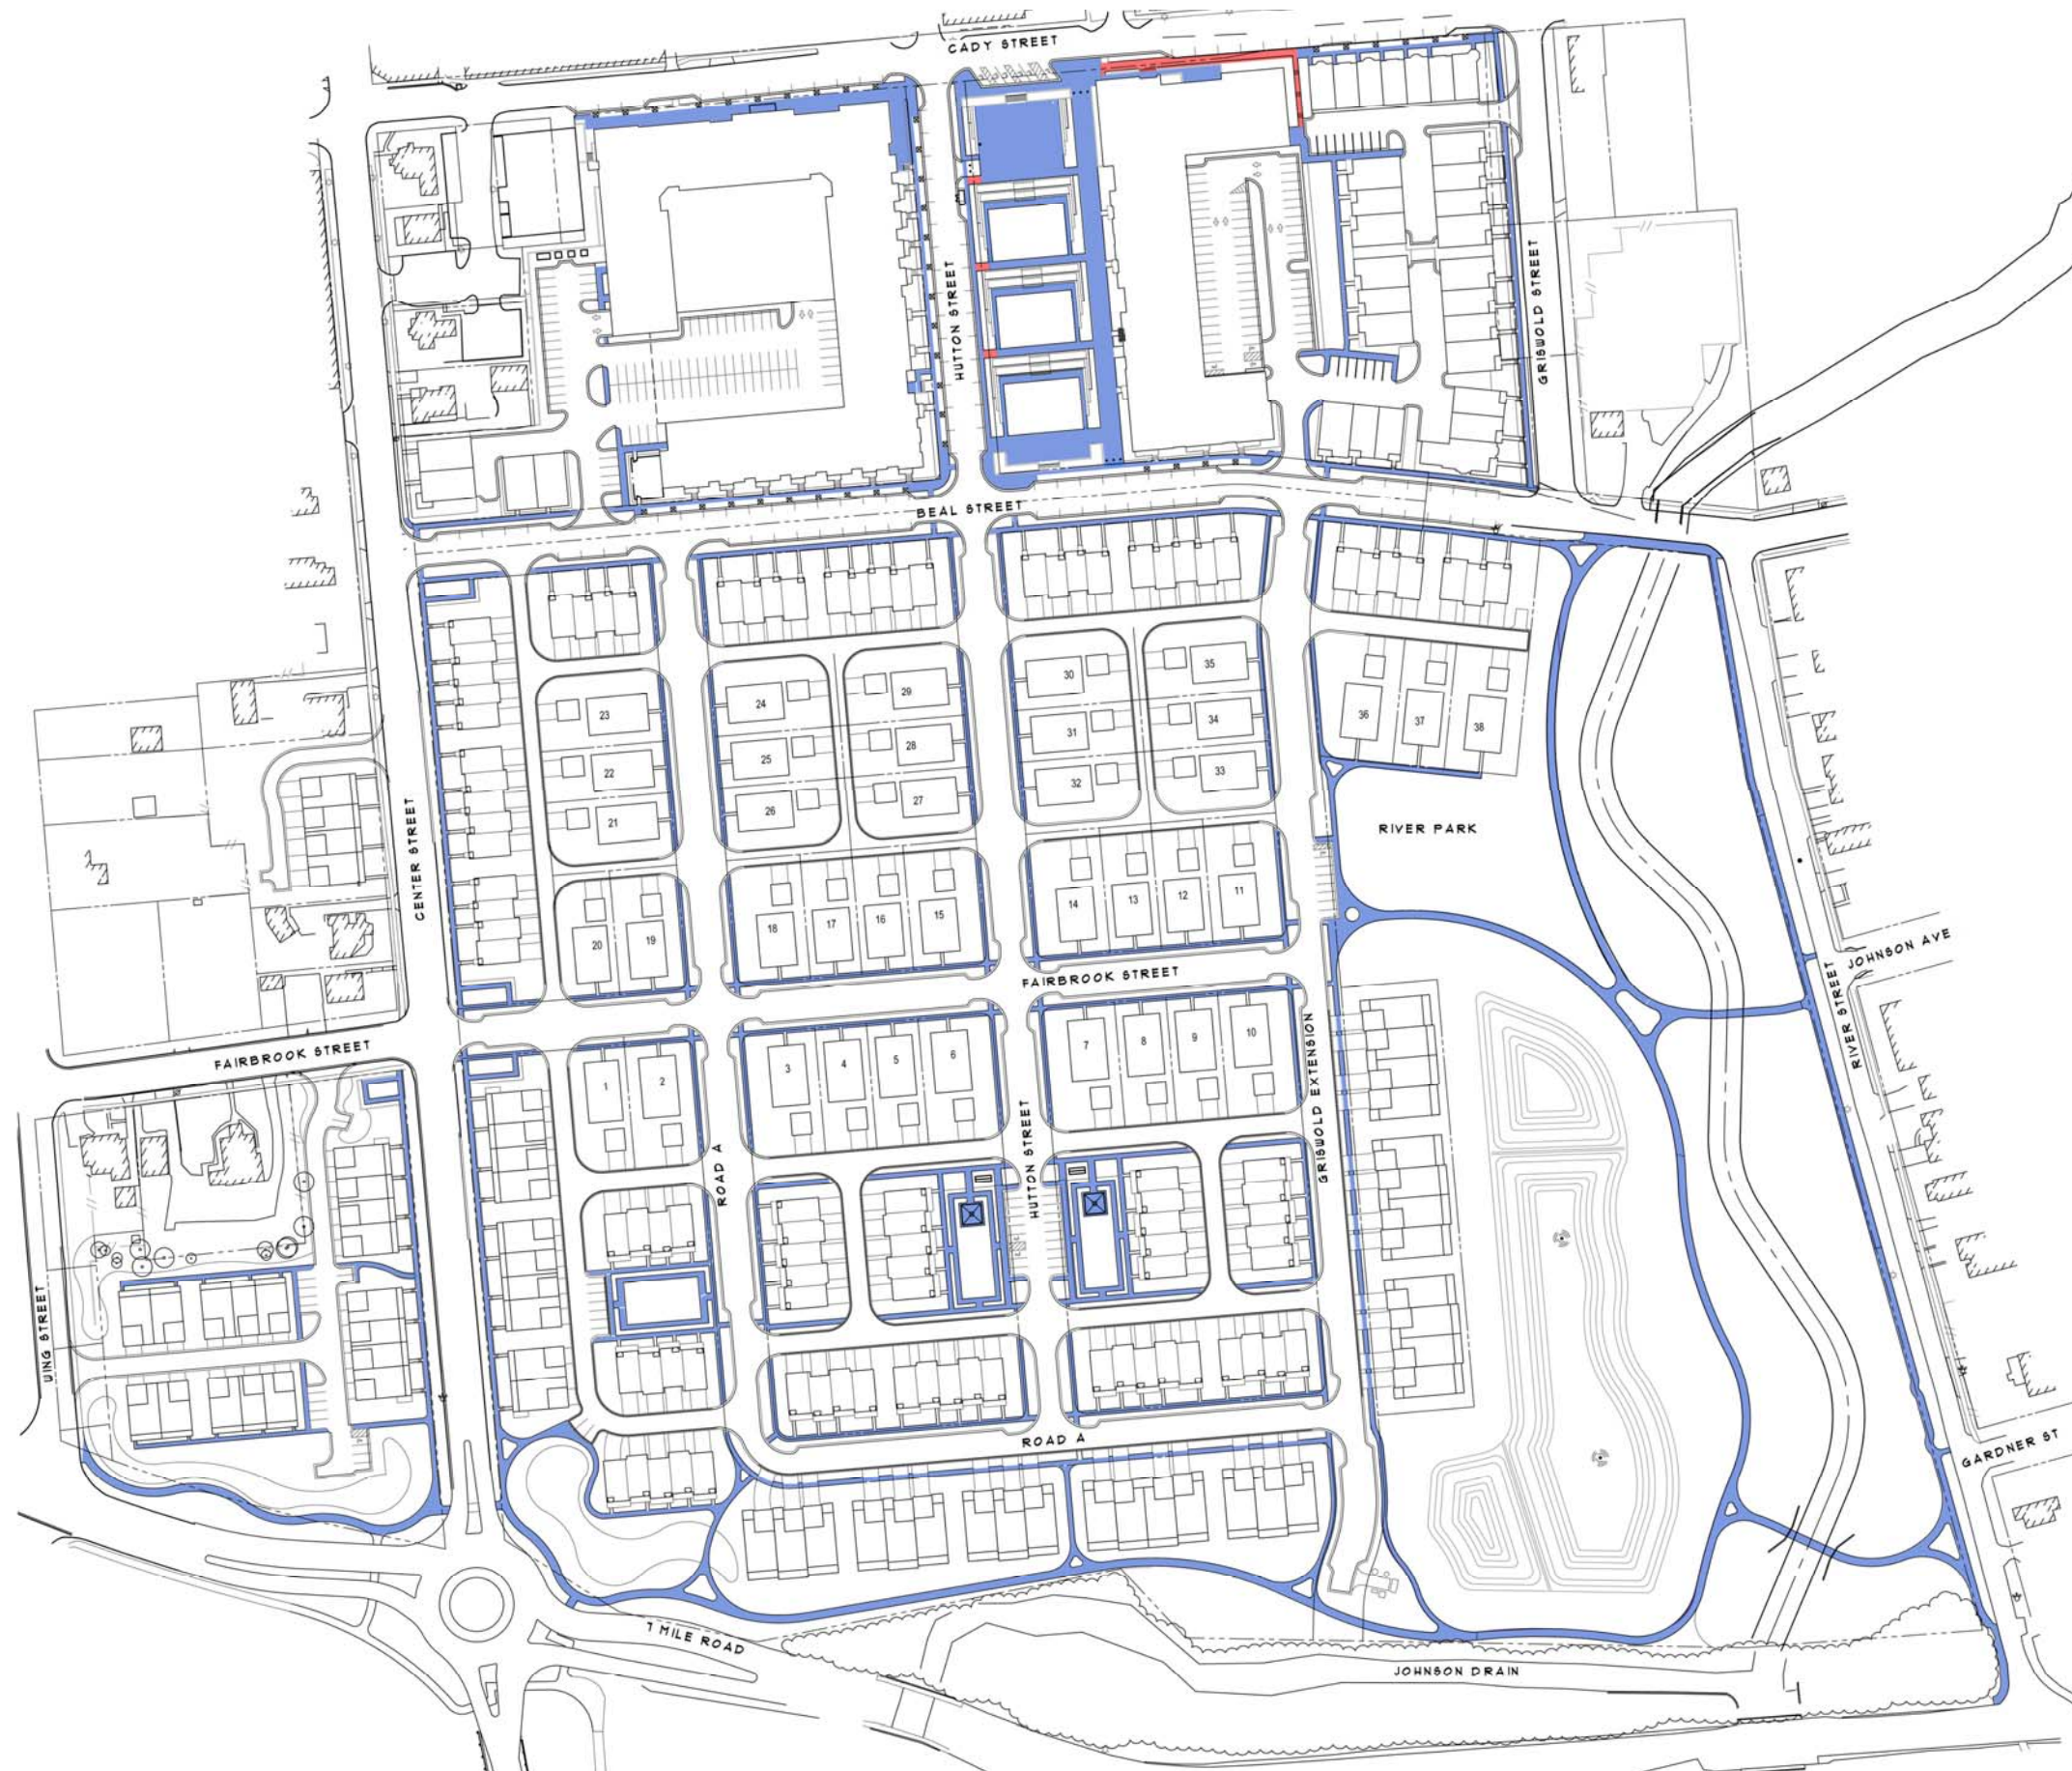 CADY STREET
HUTTON STREET
GRISWOLD STREET
BEAL STREET
30
35
23
24
29
36
37
38
31
34
22
25
28
32
33
21
26
27
RIVER PARK
CENTER STREET
14
13
12
11
20
19
18
17
16
15
JOHNSON AVE
FAIRBROOK STREET
RIVER STREET
FAIRBROOK STREET
1
2
3
4
5
6
7
8
9
10
GRISWOLD EXTENSION
HUTTON STREET
ROAD A
WING STREET
ROAD A
GARDNER ST
7 MILE ROAD
JOHNSON DRAIN